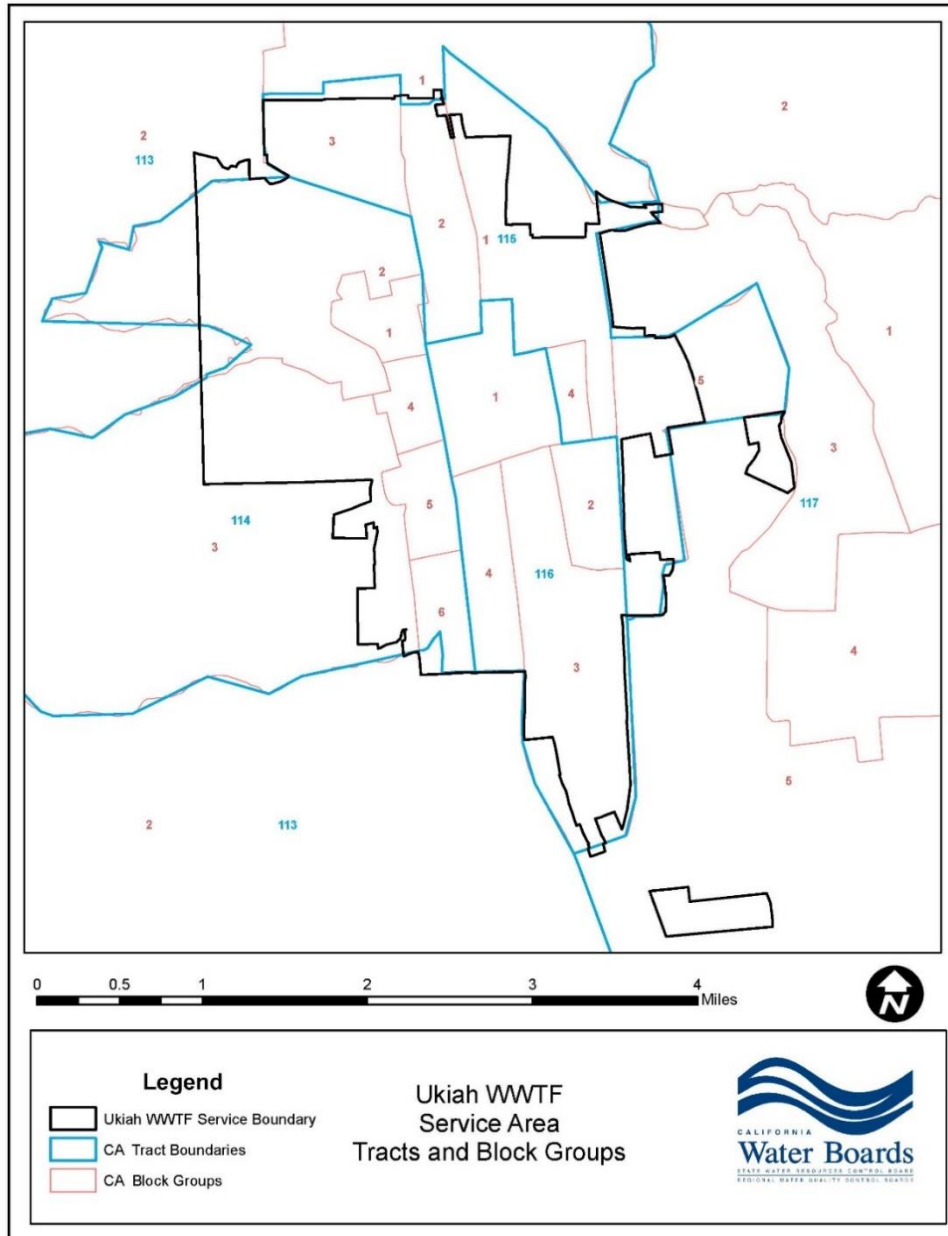 1
2
2
113
3
2
1
115
2
1
1
5
4
1
4
3
5
2
117
114
3
4
116
6
4
3
5
2
113
0 0.5 1 2 3 4
Miles
N
Legend
Ukiah WWTF Service Boundary
CA Tract Boundaries
CA Block Groups
Ukiah WWTF
Service Area
Tracts and Block Groups
CALIFORNIA
Water Boards
STATE WATER RESOURCES CONTROL BOARD
REGIONAL WATER QUALITY CONTROL BOARDS